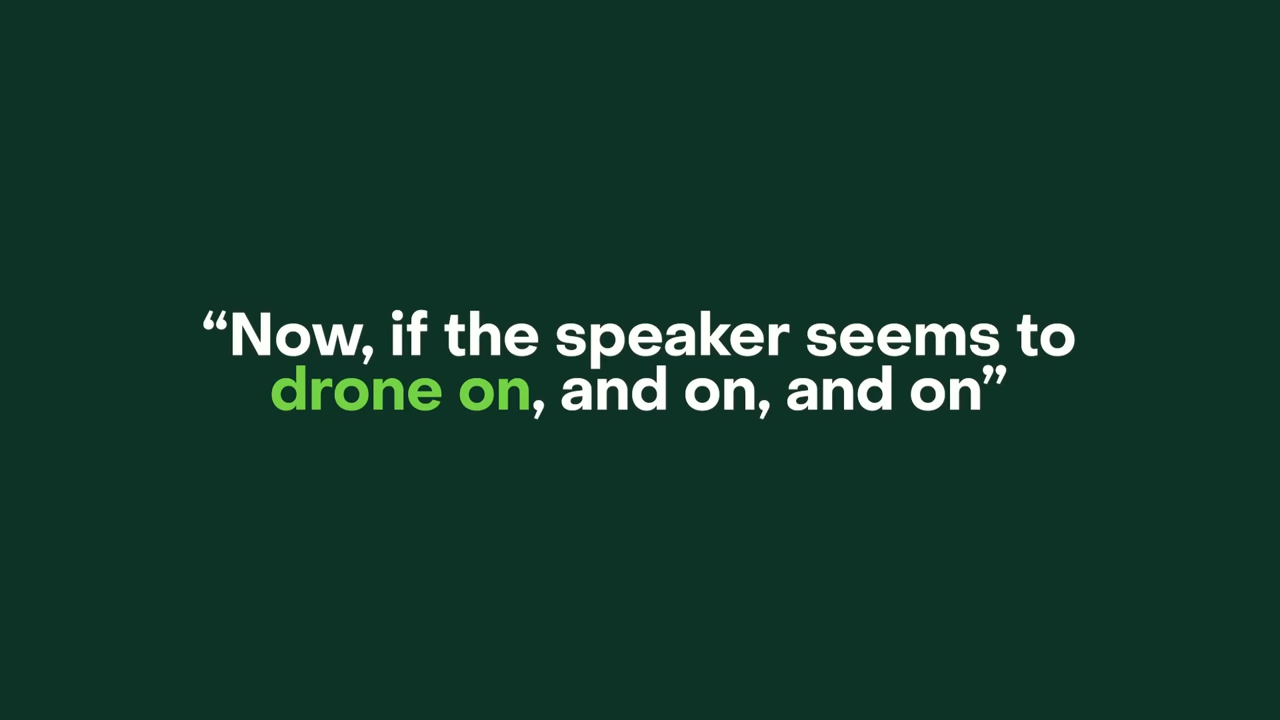 “Now, if the speaker seems to
drone on, and on, and on”